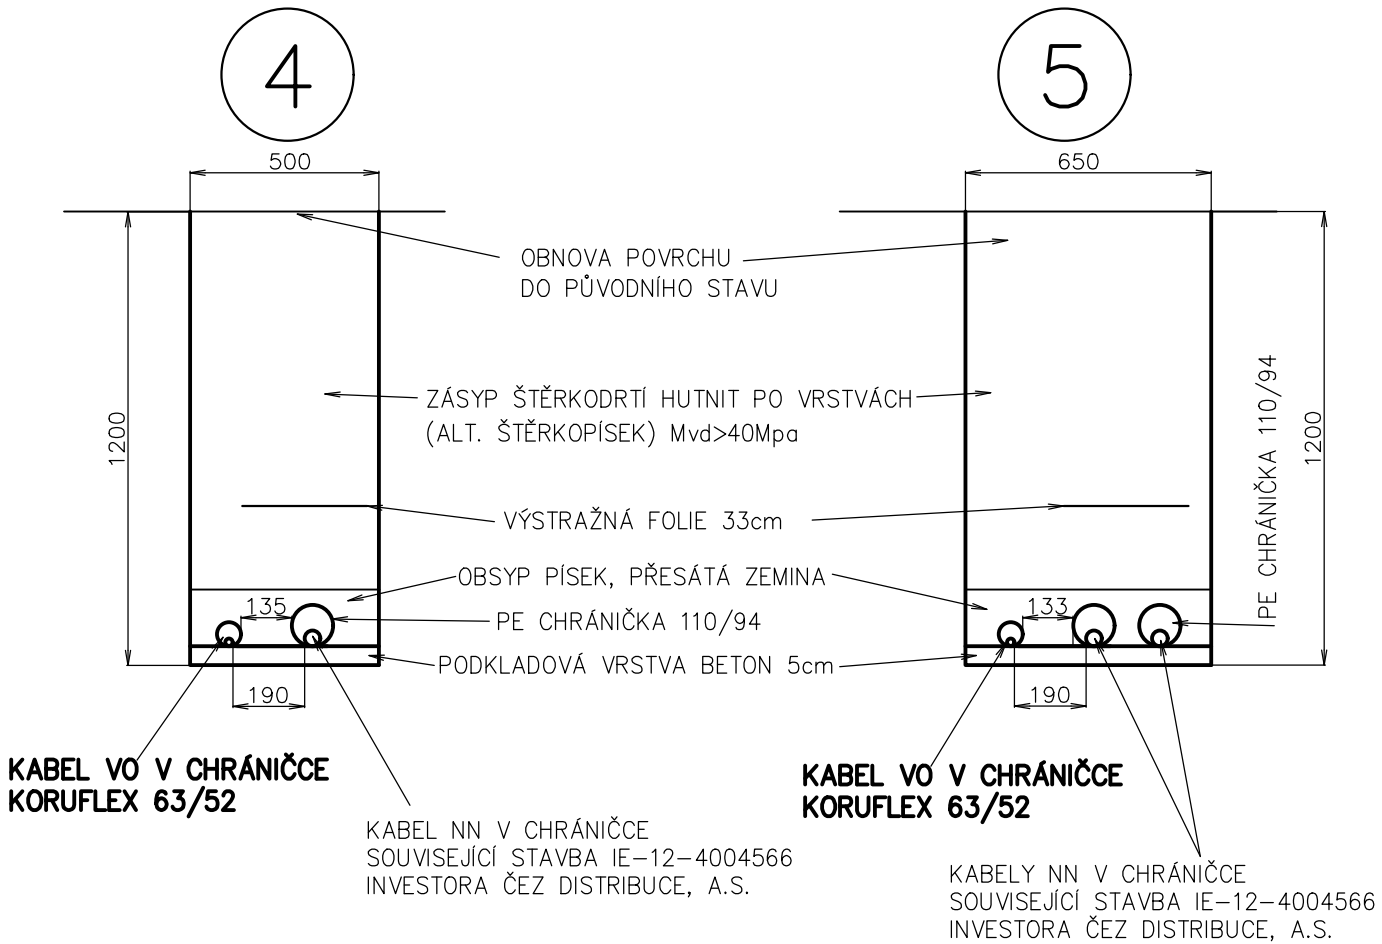 4
5
500
650
OBNOVA POVRCHU
DO PŮVODNÍHO STAVU
ZÁSYP ŠTĚRKODRTÍ HUTNIT PO VRSTVÁCH
(ALT. ŠTĚRKOPÍSEK) Mvd>40Mpa
1200
1200
PE CHRÁNIČKA 110/94
VÝSTRAŽNÁ FOLIE 33cm
OBSYP PÍSEK, PŘESÁTÁ ZEMINA
135
133
PE CHRÁNIČKA 110/94
PODKLADOVÁ VRSTVA BETON 5cm
190
190
KABEL VO V CHRÁNIČCE
KORUFLEX 63/52
KABEL VO V CHRÁNIČCE
KORUFLEX 63/52
KABEL NN V CHRÁNIČCE
SOUVISEJÍCÍ STAVBA IE-12-4004566
INVESTORA ČEZ DISTRIBUCE, A.S.
KABELY NN V CHRÁNIČCE
SOUVISEJÍCÍ STAVBA IE-12-4004566
INVESTORA ČEZ DISTRIBUCE, A.S.